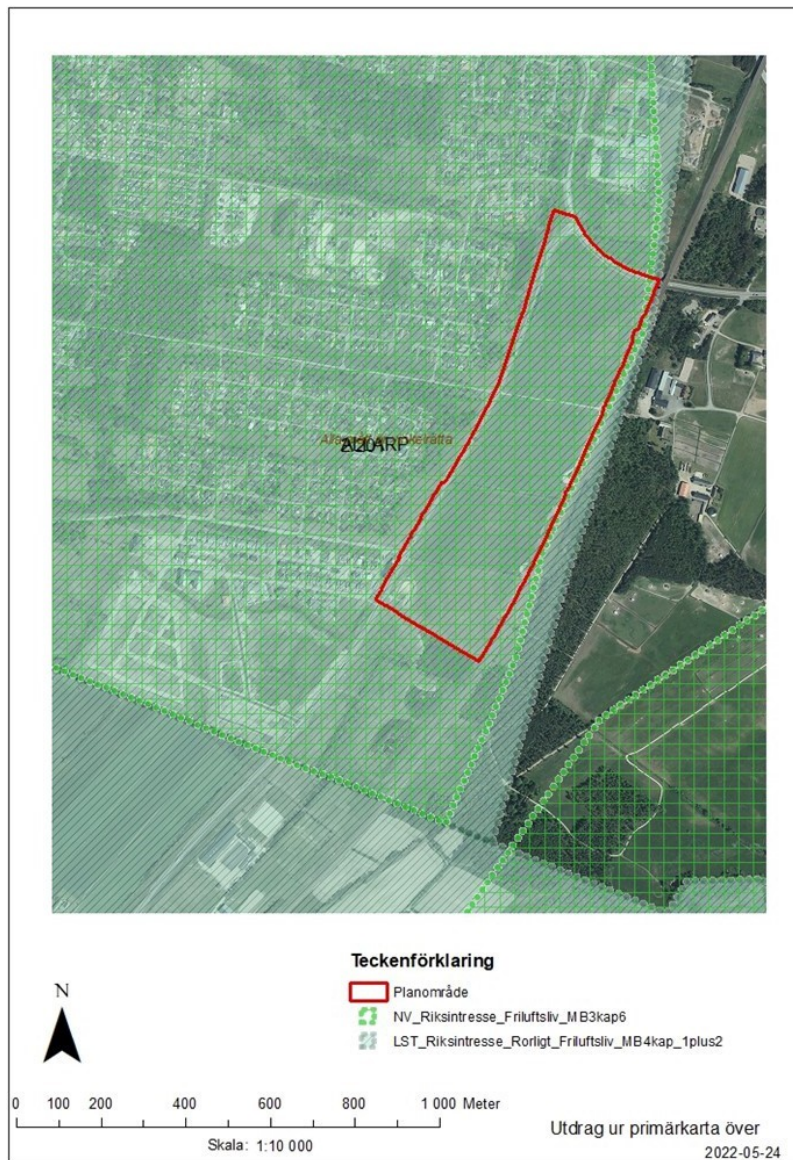 Teckenförklaring
Planområde
NV_Riksintresse_Friluftsliv_MB3kap6
LST_Riksintresse_Rorligt_Friluftsliv_MB4kap_1plus2
N
0 100 200 400 600 800 1 000 Meter
Skala: 1:10 000
Utdrag ur primärkarta över
2022-05-24